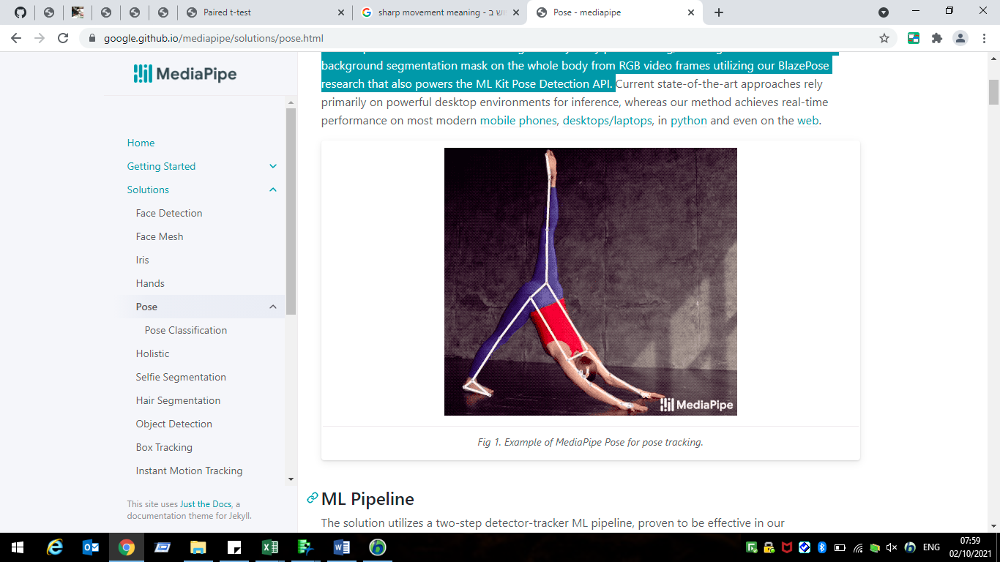 Paired t-test
sharp movement meaning - חיפוש ב
Pose - mediapipe
google.github.io/mediapipe/solutions/pose.html
MediaPipe
Home
Getting Started
Solutions
Face Detection
Face Mesh
Iris
Hands
Pose
Pose Classification
Holistic
Selfie Segmentation
Hair Segmentation
Object Detection
Box Tracking
Instant Motion Tracking
This site uses Just the Docs, a
documentation theme for Jekyll.
background segmentation mask on the whole body from RGB video frames utilizing our BlazePose
research that also powers the ML Kit Pose Detection API. Current state-of-the-art approaches rely
primarily on powerful desktop environments for inference, whereas our method achieves real-time
performance on most modern mobile phones, desktops/laptops, in python and even on the web.
MediaPipe
Fig 1. Example of MediaPipe Pose for pose tracking.
ML Pipeline
The solution utilizes a two-step detector-tracker ML pipeline, proven to be effective in our
ENG
07:59
02/10/2021